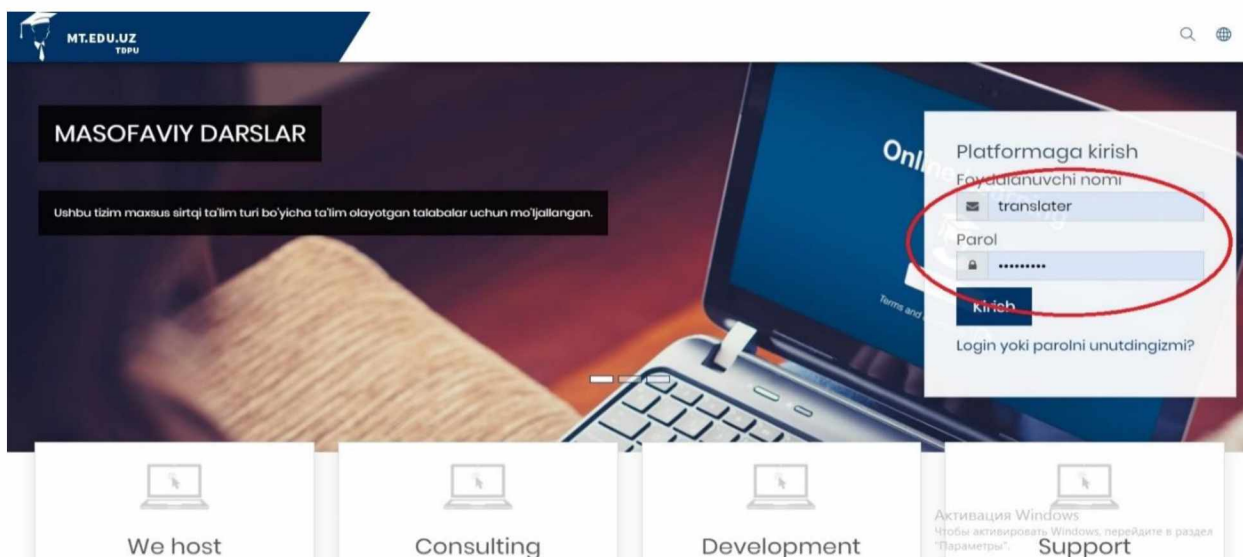 MT.EDU.UZ
TDPU
MASOFAVIY DARSLAR
Ushbu tizim maxsus sirtqi ta'lim turi bo'yicha ta'lim olayotgan talabalar uchun mo'ljallangan.
Platformaga kirish
Foydalanuvchi nomi
translater
Parol
•••••••••
Kirish
Login yoki parolni unutdingizmi?
Terms and
We host
Consulting
Development
Support
Активация Windows
Чтобы активировать Windows, перейдите в раздел
"Параметры".